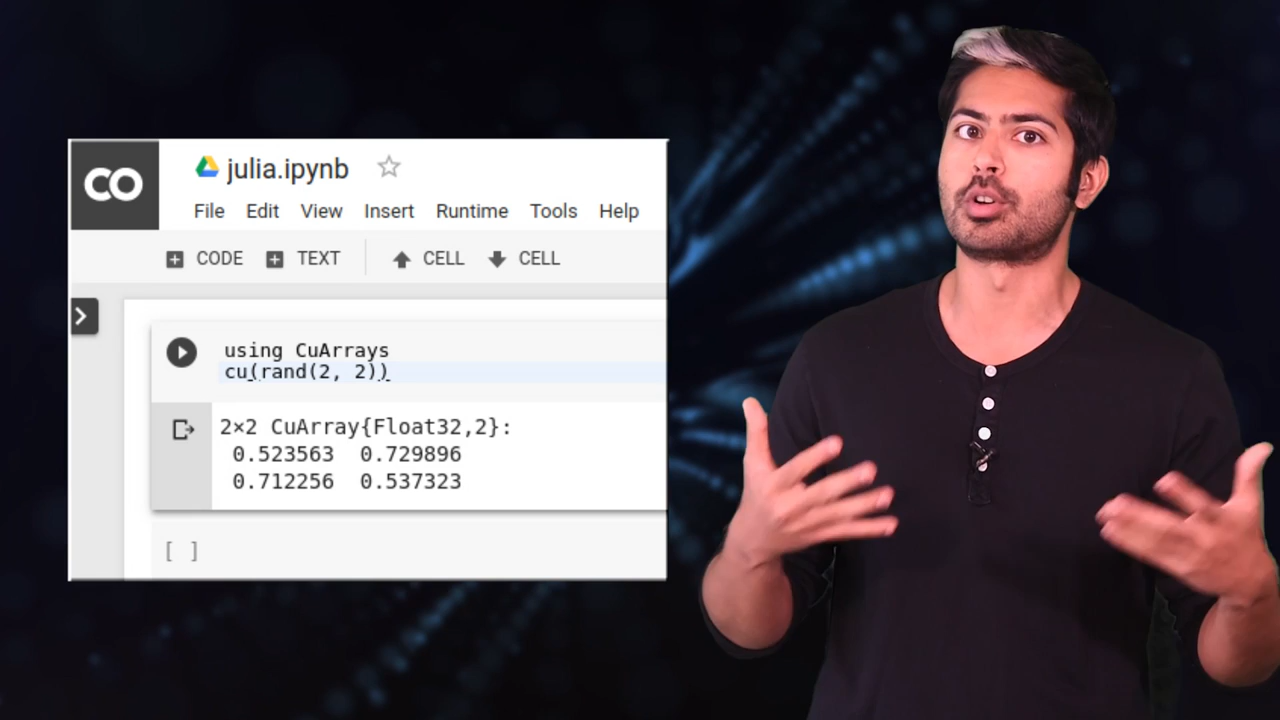 CO
julia.ipynb
File Edit View Insert Runtime Tools Help
CODE TEXT CELL CELL
using CuArrays
cu(rand(2, 2))
2×2 CuArray{Float32,2}:
0.523563 0.729896
0.712256 0.537323
[ ]